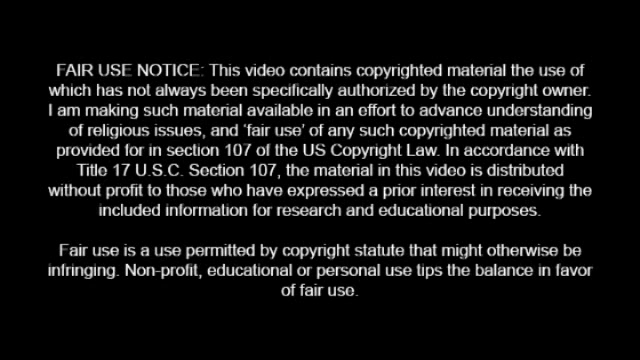 FAIR USE NOTICE: This video contains copyrighted material the use of
which has not always been specifically authorized by the copyright owner.
I am making such material available in an effort to advance understanding
of religious issues, and 'fair use' of any such copyrighted material as
provided for in section 107 of the US Copyright Law. In accordance with
Title 17 U.S.C. Section 107, the material in this video is distributed
without profit to those who have expressed a prior interest in receiving the
included information for research and educational purposes.
Fair use is a use permitted by copyright statute that might otherwise be
infringing. Non-profit, educational or personal use tips the balance in favor
of fair use.